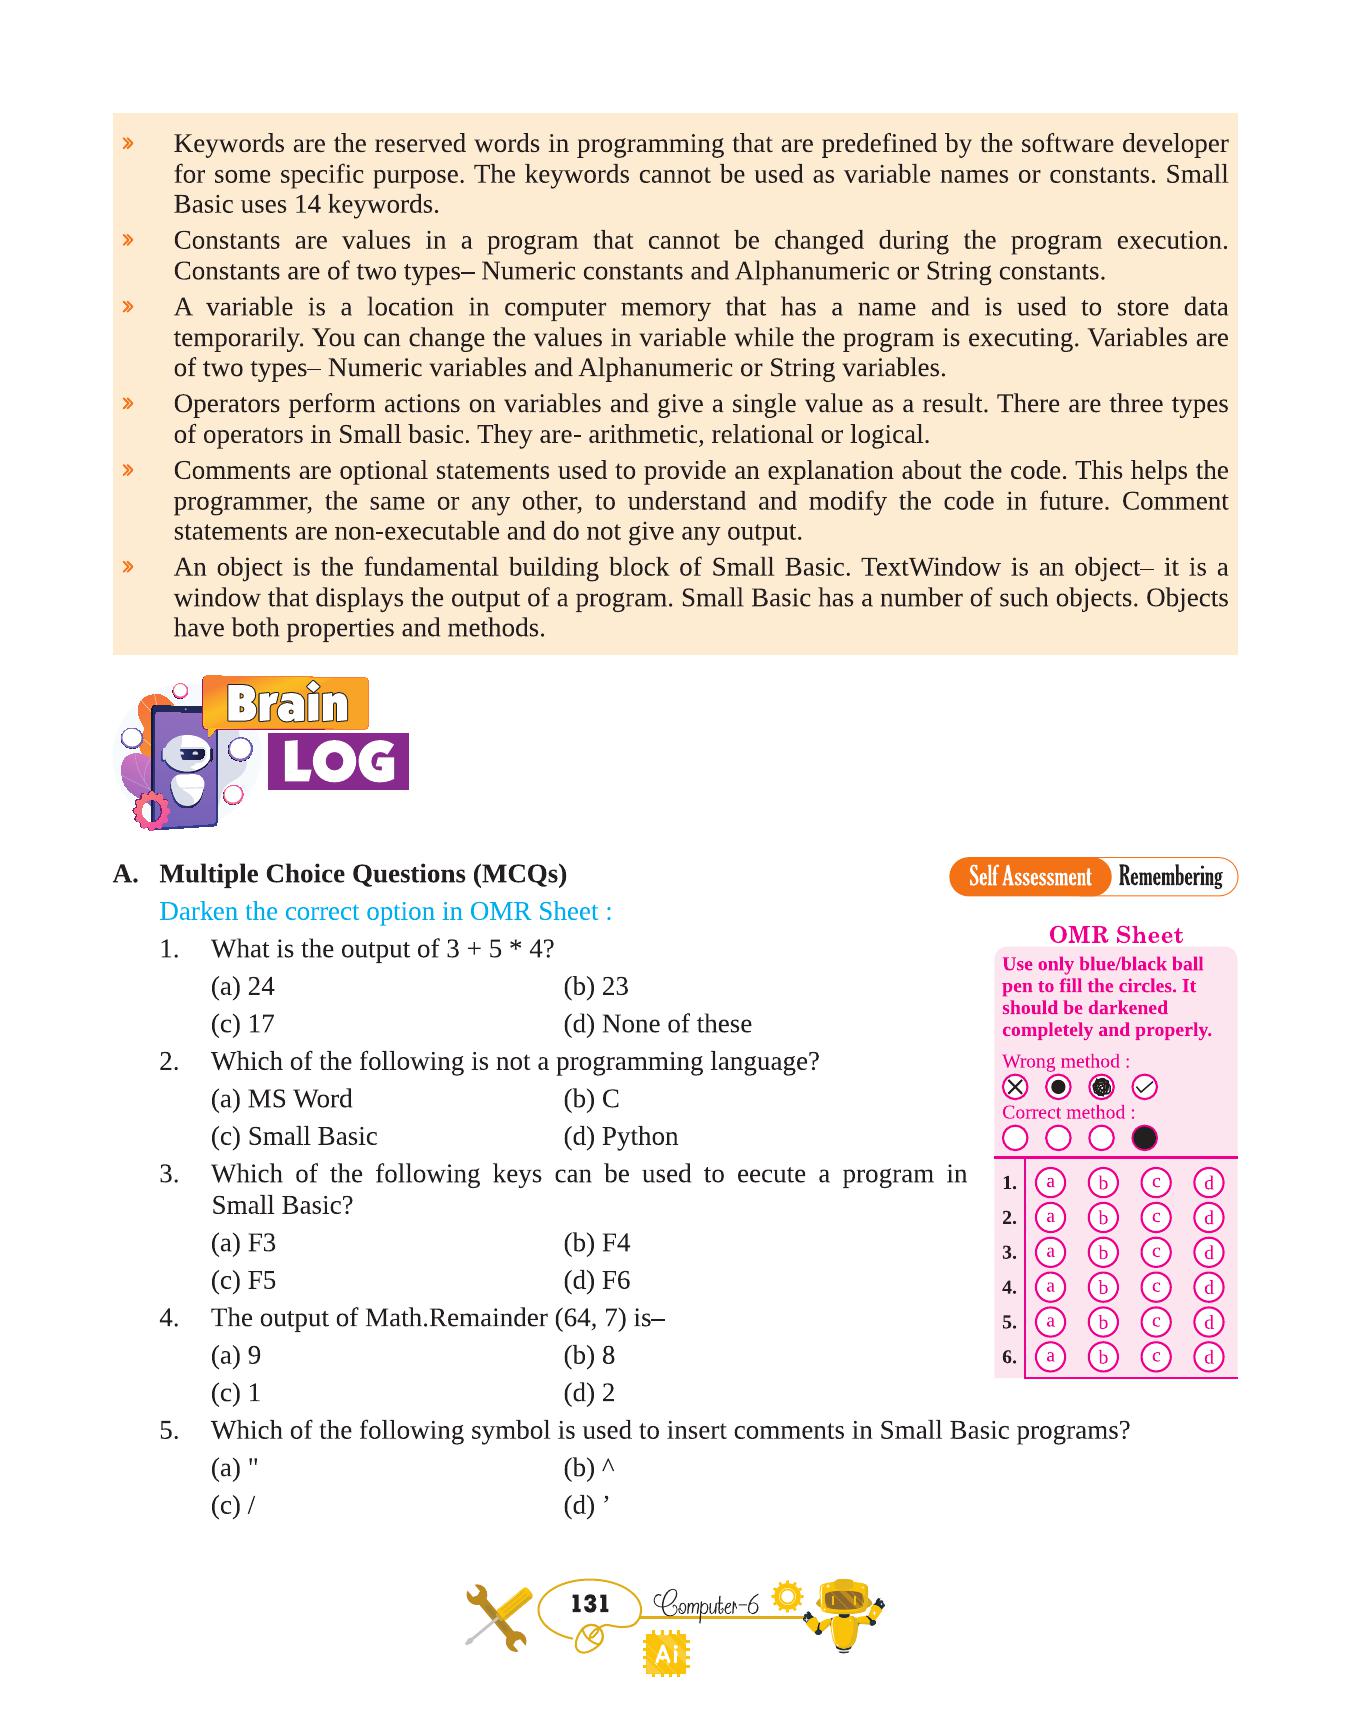 » Keywords are the reserved words in programming that are predefined by the software developer
for some specific purpose. The keywords cannot be used as variable names or constants. Small
Basic uses 14 keywords.
» Constants are values in a program that cannot be changed during the program execution.
Constants are of two types– Numeric constants and Alphanumeric or String constants.
» A variable is a location in computer memory that has a name and is used to store data
temporarily. You can change the values in variable while the program is executing. Variables are
of two types– Numeric variables and Alphanumeric or String variables.
» Operators perform actions on variables and give a single value as a result. There are three types
of operators in Small basic. They are- arithmetic, relational or logical.
» Comments are optional statements used to provide an explanation about the code. This helps the
programmer, the same or any other, to understand and modify the code in future. Comment
statements are non-executable and do not give any output.
» An object is the fundamental building block of Small Basic. TextWindow is an object– it is a
window that displays the output of a program. Small Basic has a number of such objects. Objects
have both properties and methods.
Brain
LOG
A. Multiple Choice Questions (MCQs)
Self Assessment Remembering
Darken the correct option in OMR Sheet :
1. What is the output of 3 + 5 * 4?
(a) 24 (b) 23
(c) 17 (d) None of these
2. Which of the following is not a programming language?
(a) MS Word (b) C
(c) Small Basic (d) Python
3. Which of the following keys can be used to eecute a program in
Small Basic?
(a) F3 (b) F4
(c) F5 (d) F6
4. The output of Math.Remainder (64, 7) is–
(a) 9 (b) 8
(c) 1 (d) 2
5. Which of the following symbol is used to insert comments in Small Basic programs?
(a) " (b) ^
(c) / (d) ’
OMR Sheet
Use only blue/black ball
pen to fill the circles. It
should be darkened
completely and properly.
Wrong method :
Correct method :
1. a b c d
2. a b c d
3. a b c d
4. a b c d
5. a b c d
6. a b c d
131 Computer-6
Ai